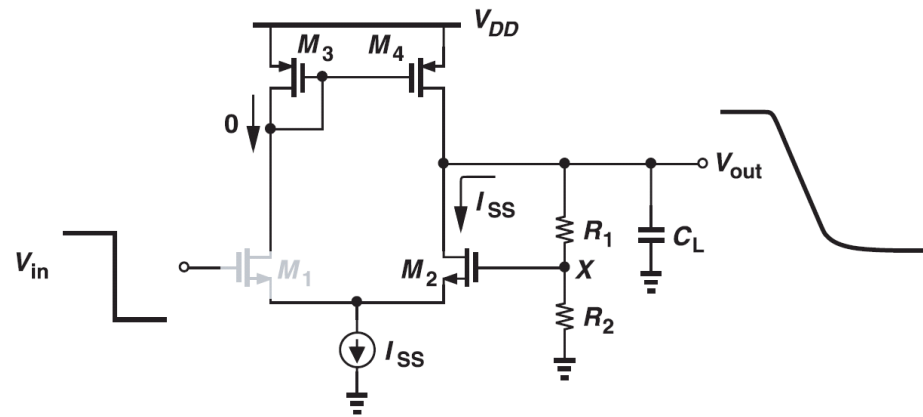 V_DD
M_3
M_4
0
V_out
I_SS
R_1
C_L
V_in
M_1
M_2
X
R_2
I_SS